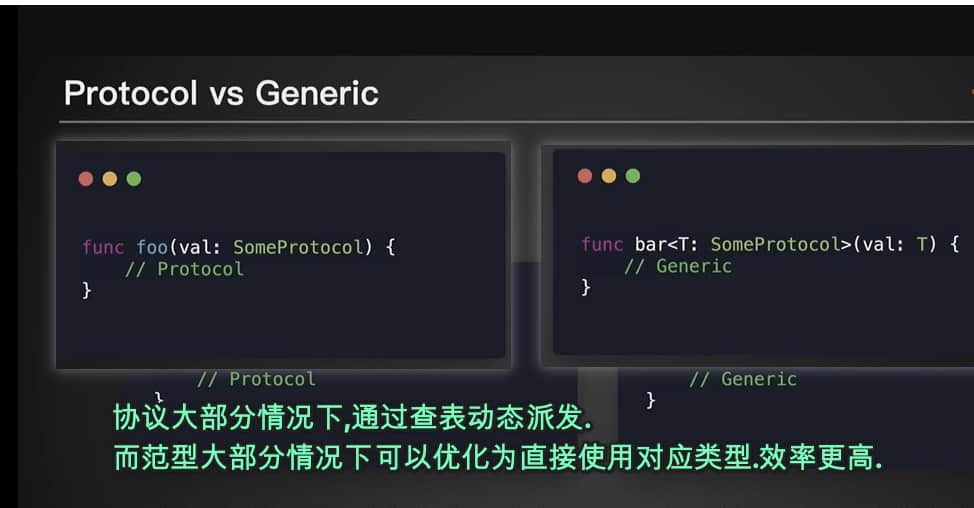 Protocol vs Generic
func foo(val: SomeProtocol) {
// Protocol
}
func bar<T: SomeProtocol>(val: T) {
// Generic
}
// Protocol
}
// Generic
}
协议大部分情况下,通过查表动态派发.
而范型大部分情况下可以优化为直接使用对应类型.效率更高.